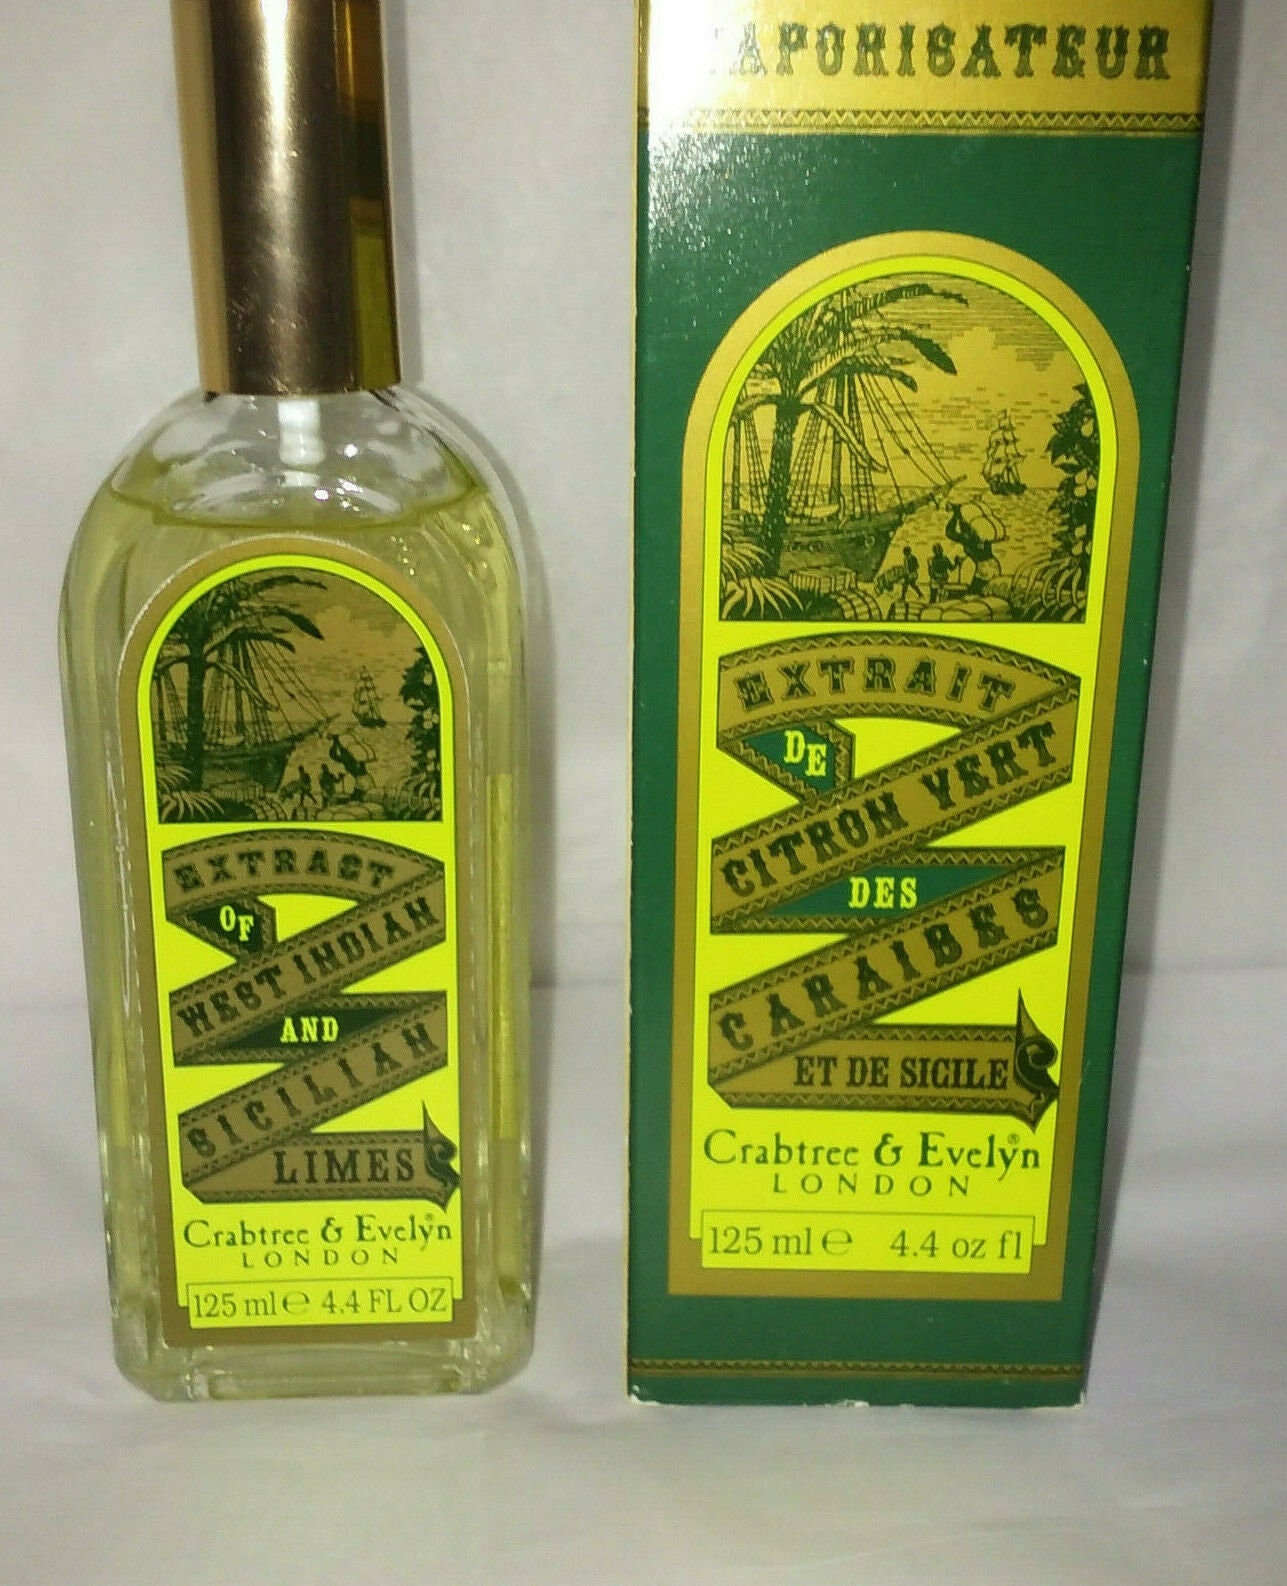 EXTRACT
OF
WEST INDIAN
AND
SICILIAN
LIMES
Crabtree & Evelyn®
LONDON
125 ml ℮ 4.4 FL OZ
VAPORISATEUR
EXTRAIT
DE
CITRON VERT
DES
CARAIBES
ET DE SICILE
Crabtree & Evelyn®
LONDON
125 ml ℮ 4.4 oz fl